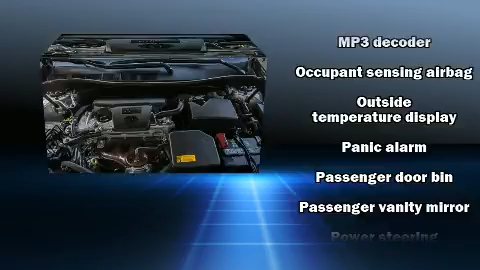 MP3 decoder
Occupant sensing airbag
Outside
temperature display
Panic alarm
Passenger door bin
Passenger vanity mirror
Power steering